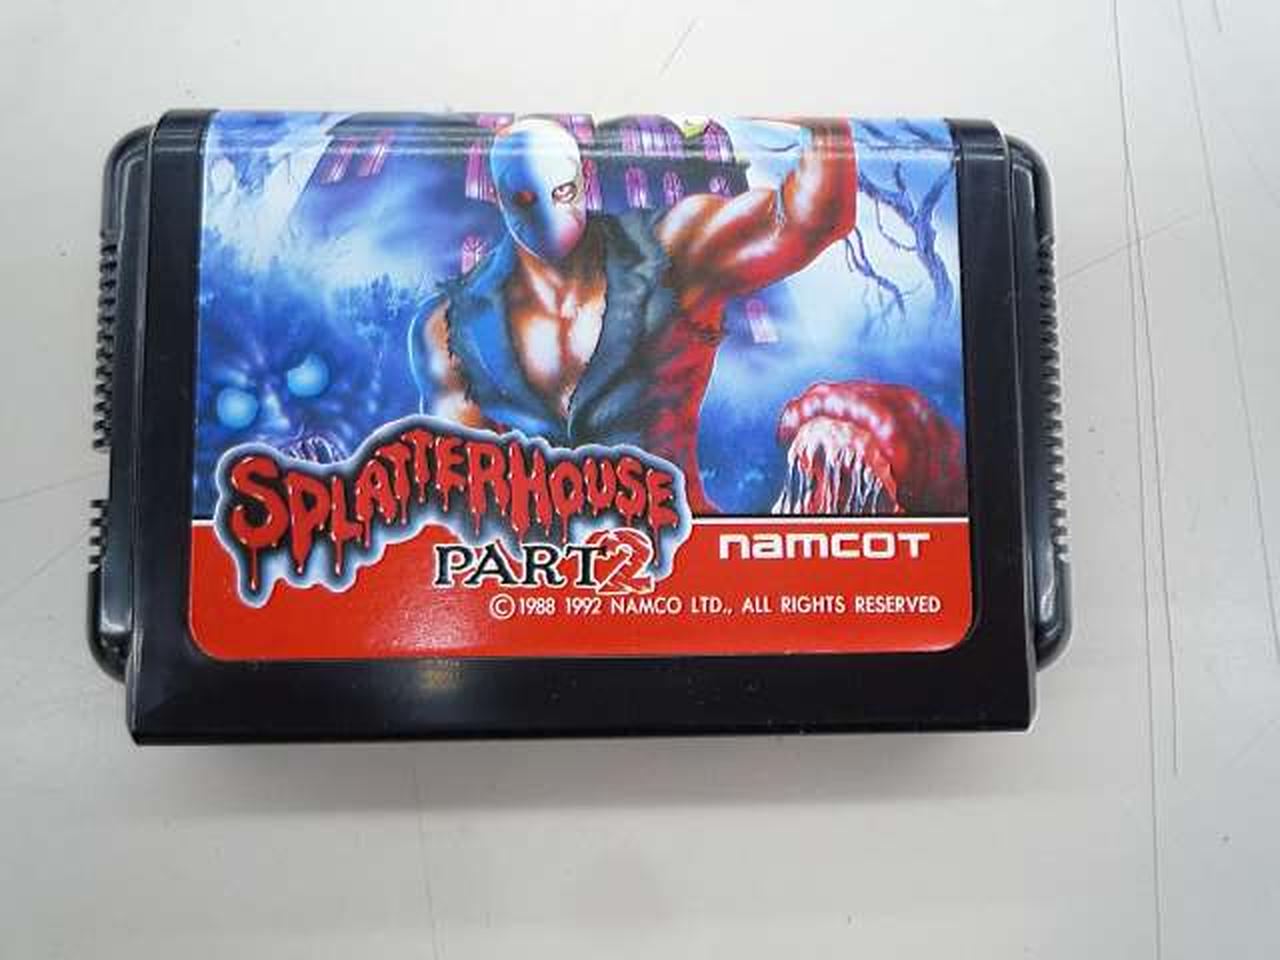 SPLATTERHOUSE
PART2
namcot
©1988 1992 NAMCO LTD., ALL RIGHTS RESERVED